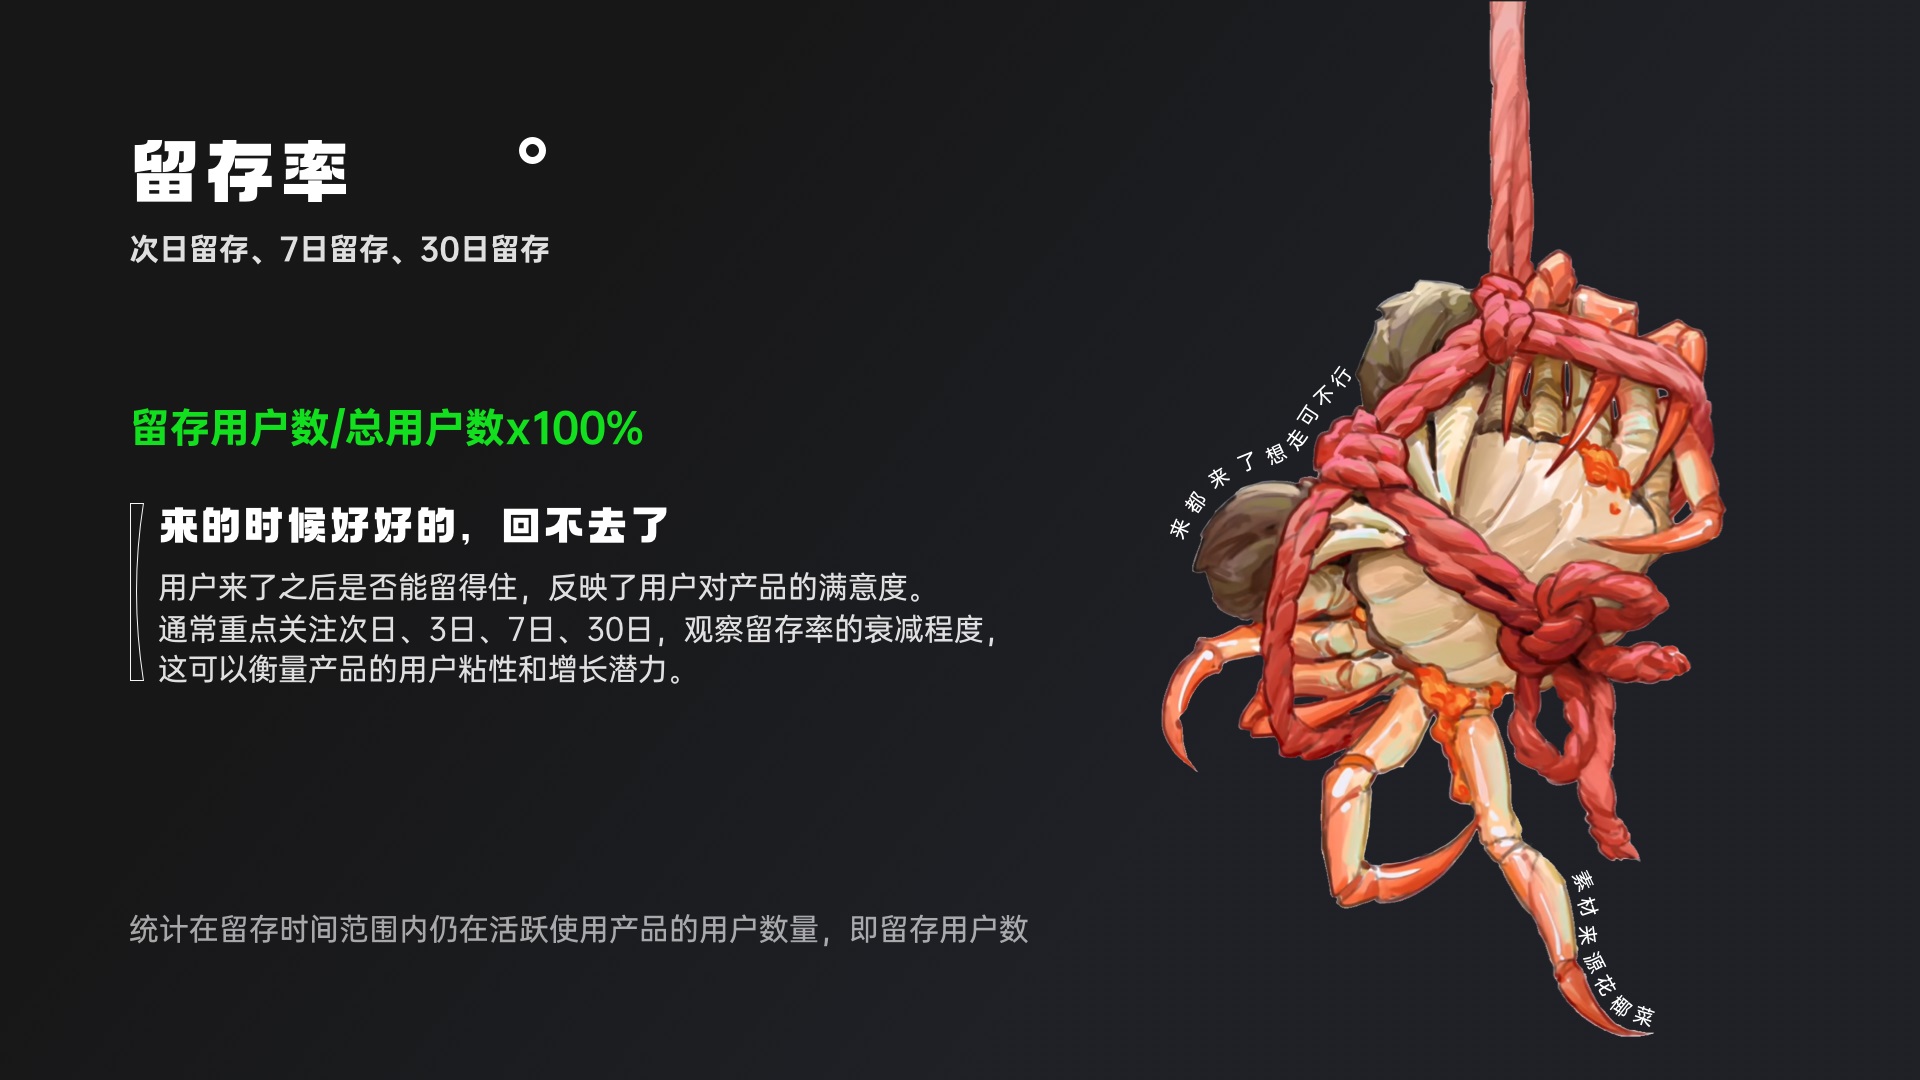 留存率
次日留存、7日留存、30日留存
留存用户数/总用户数x100%
来的时候好好的，回不去了
用户来了之后是否能留得住，反映了用户对产品的满意度。
通常重点关注次日、3日、7日、30日，观察留存率的衰减程度，
这可以衡量产品的用户粘性和增长潜力。
统计在留存时间范围内仍在活跃使用产品的用户数量，即留存用户数
来都来了想走可不行
素材来源花椰菜